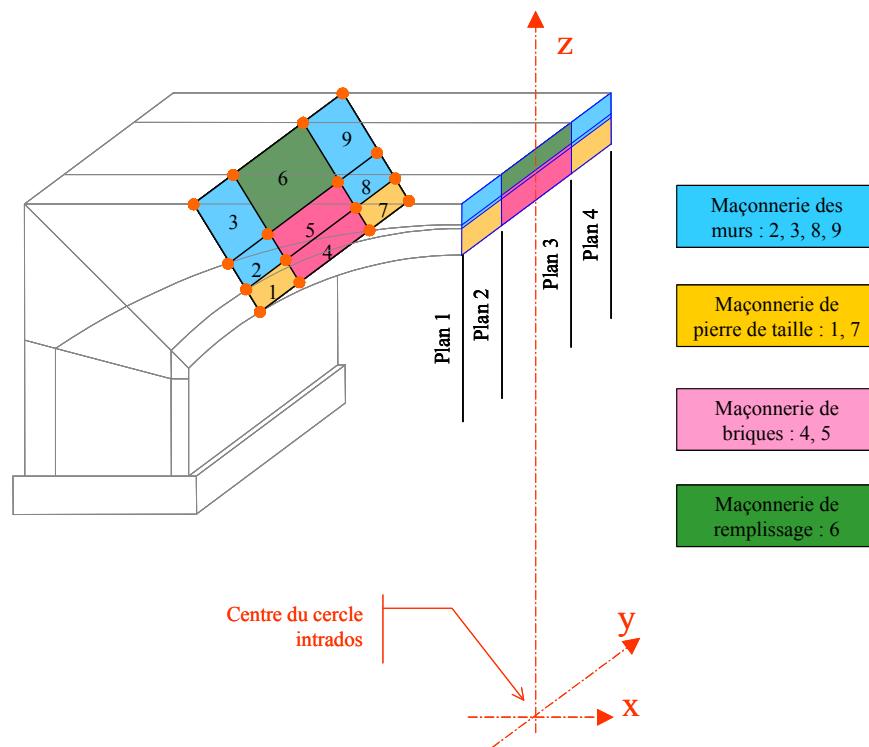 z
9
6
8
3
7
5
4
2
1
Plan 1
Plan 2
Plan 3
Plan 4
Maçonnerie des
murs : 2, 3, 8, 9
Maçonnerie de
pierre de taille : 1, 7
Maçonnerie de
briques : 4, 5
Maçonnerie de
remplissage : 6
Centre du cercle
intrados
y
x